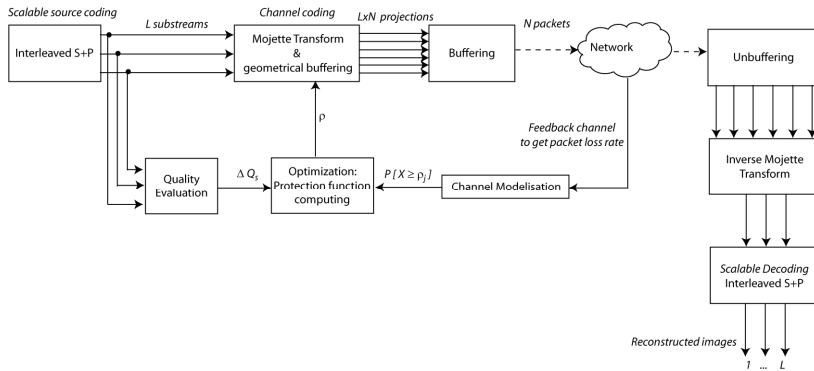 Scalable source coding
L substreams
Channel coding
LxN projections
N packets
Interleaved S+P
Mojette Transform
&
geometrical buffering
Buffering
Network
Unbuffering
ρ
Feedback channel
to get packet loss rate
Quality
Evaluation
Δ Qs
Optimization:
Protection function
computing
P [ X ≥ ρj ]
Channel Modelisation
Inverse Mojette
Transform
Scalable Decoding
Interleaved S+P
Reconstructed images
1 ... L